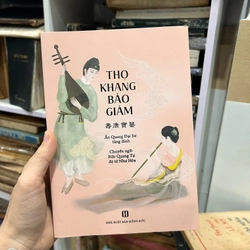 THỌ
KHANG
BẢO
GIÁM
壽康寶鑒
Ấn Quang Đại Sư
tăng đính
Chuyển ngữ:
Bửu Quang Tự
đệ tử Như Hòa
NHÀ XUẤT BẢN HỒNG ĐỨC